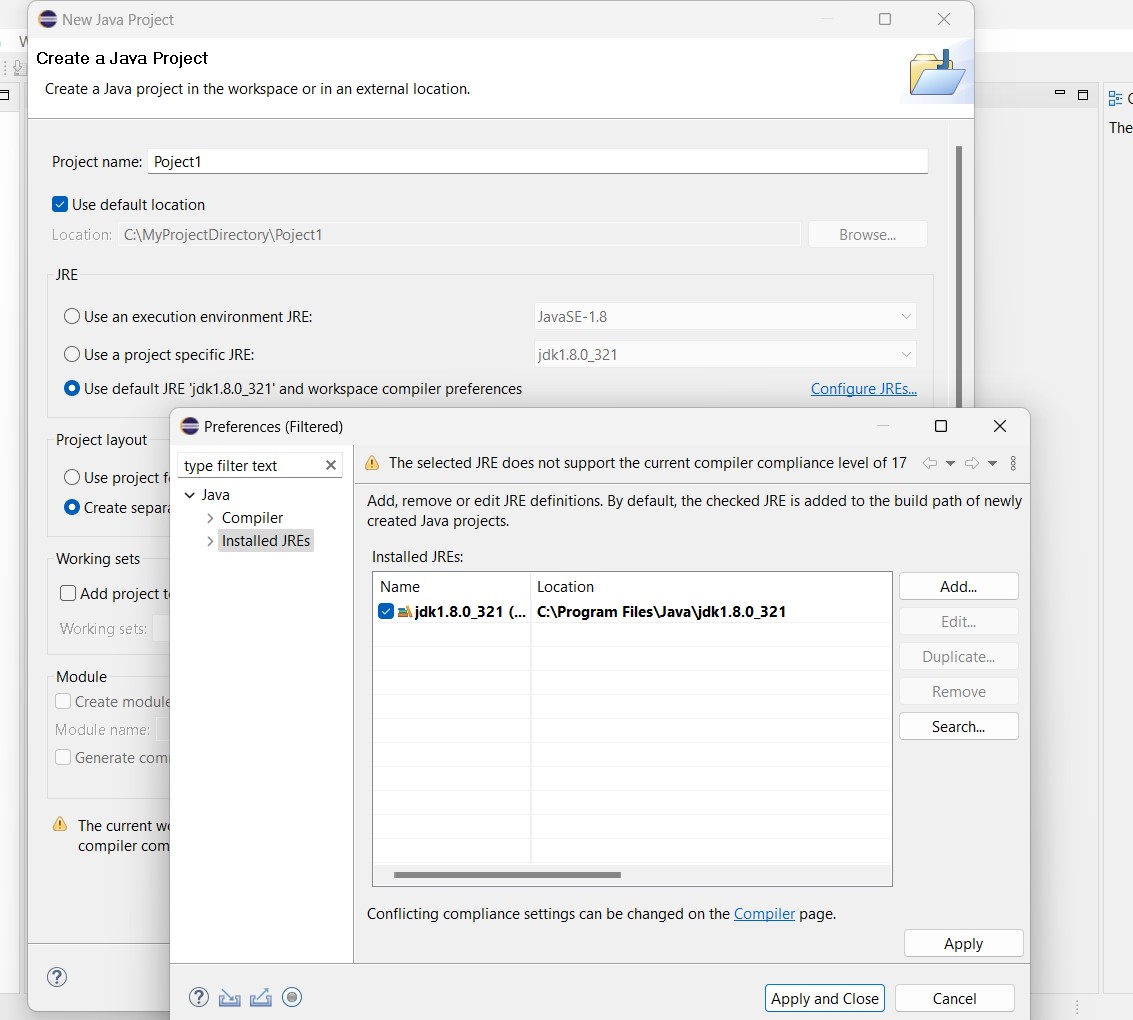 New Java Project
W
Create a Java Project
Create a Java project in the workspace or in an external location.
The
Project name: Poject1
Use default location
Location: C:\MyProjectDirectory\Poject1 Browse...
JRE
Use an execution environment JRE: JavaSE-1.8
Use a project specific JRE: jdk1.8.0_321
Use default JRE 'jdk1.8.0_321' and workspace compiler preferences Configure JREs...
Project layout
Use project f
Create separa
Working sets
Add project t
Working sets:
Module
Create module
Module name:
Generate com
The current wo
compiler com
Preferences (Filtered)
type filter text
Java
Compiler
Installed JREs
The selected JRE does not support the current compiler compliance level of 17
Add, remove or edit JRE definitions. By default, the checked JRE is added to the build path of newly
created Java projects.
Installed JREs:
Name Location
jdk1.8.0_321 (... C:\Program Files\Java\jdk1.8.0_321
Add...
Edit...
Duplicate...
Remove
Search...
Conflicting compliance settings can be changed on the Compiler page.
Apply
Apply and Close Cancel